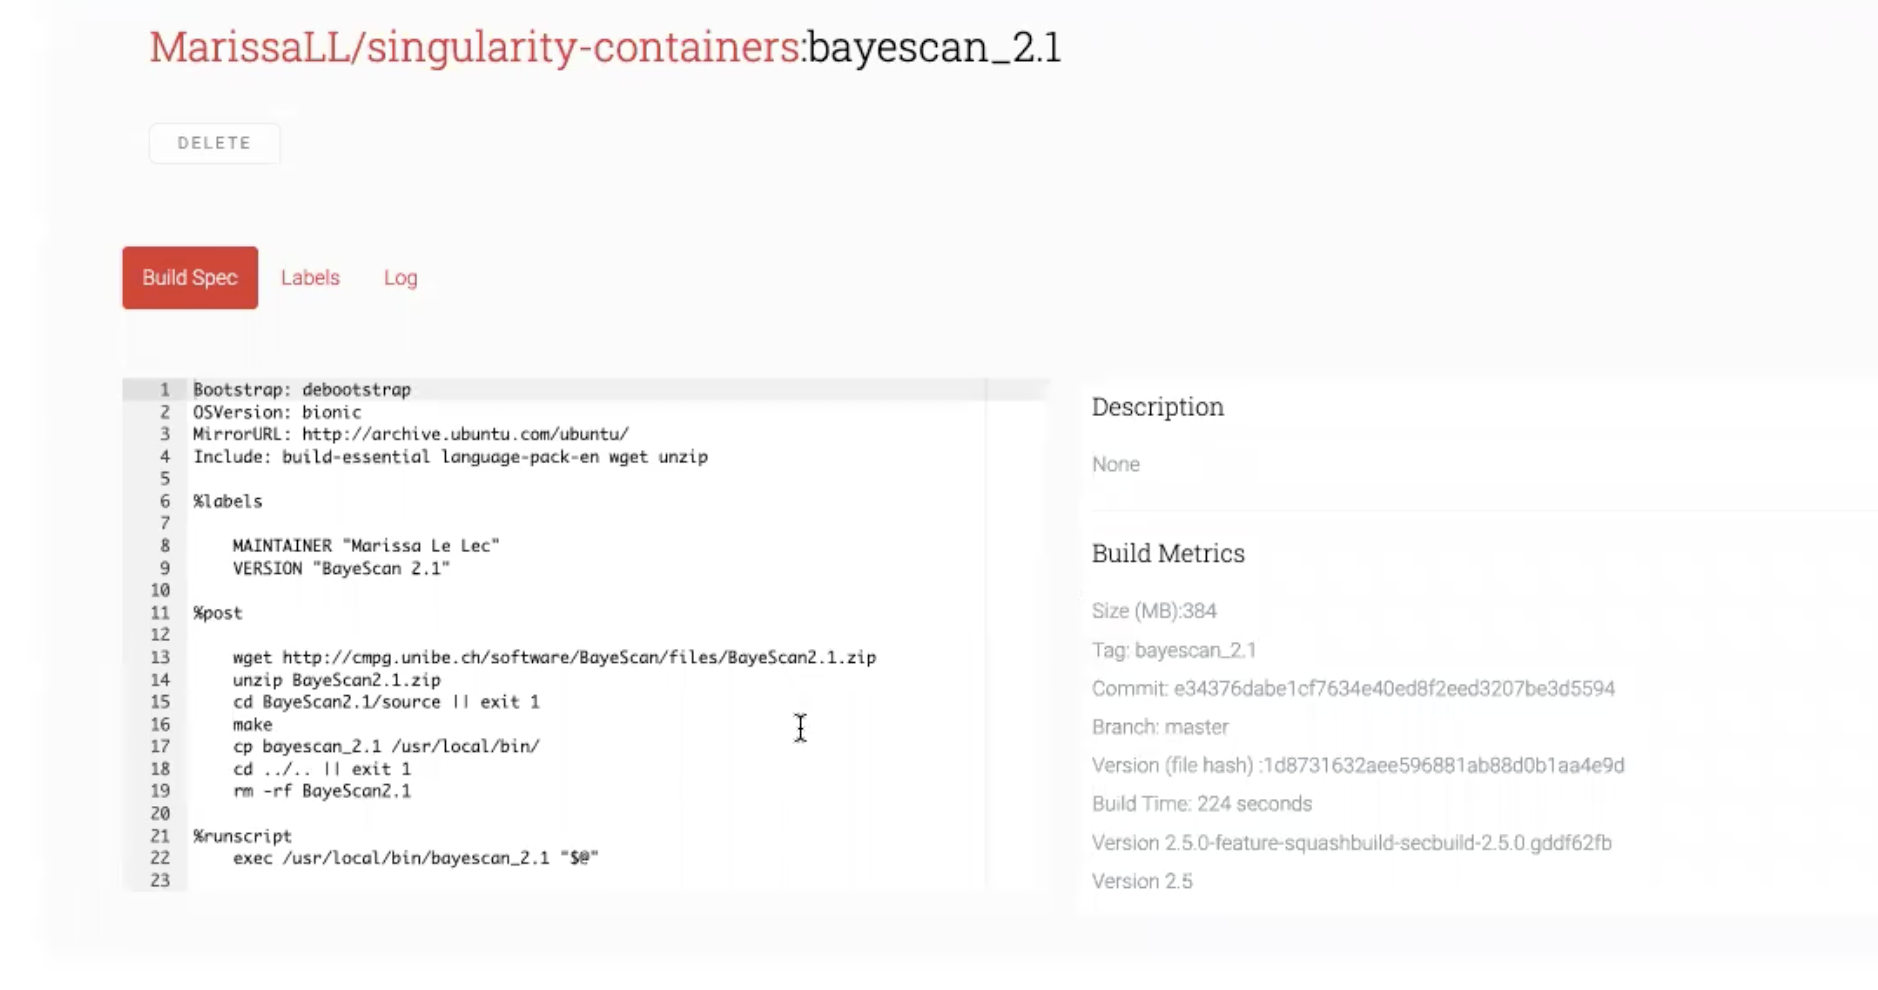 MarissaLL/singularity-containers:bayescan_2.1
DELETE
Build Spec Labels Log
1 Bootstrap: debootstrap
2 OSVersion: bionic
3 MirrorURL: http://archive.ubuntu.com/ubuntu/
4 Include: build-essential language-pack-en wget unzip
5
6 %labels
7
8 MAINTAINER "Marissa Le Lec"
9 VERSION "BayeScan 2.1"
10
11 %post
12
13 wget http://cmpg.unibe.ch/software/BayeScan/files/BayeScan2.1.zip
14 unzip BayeScan2.1.zip
15 cd BayeScan2.1/source || exit 1
16 make
17 cp bayescan_2.1 /usr/local/bin/
18 cd ../.. || exit 1
19 rm -rf BayeScan2.1
20
21 %runscript
22 exec /usr/local/bin/bayescan_2.1 "$@"
23
Description
None
Build Metrics
Size (MB):384
Tag: bayescan_2.1
Commit: e34376dabe1cf7634e40ed8f2eed3207be3d5594
Branch: master
Version (file hash) :1d8731632aee596881ab88d0b1aa4e9d
Build Time: 224 seconds
Version 2.5.0-feature-squashbuild-secbuild-2.5.0.gddf62fb
Version 2.5